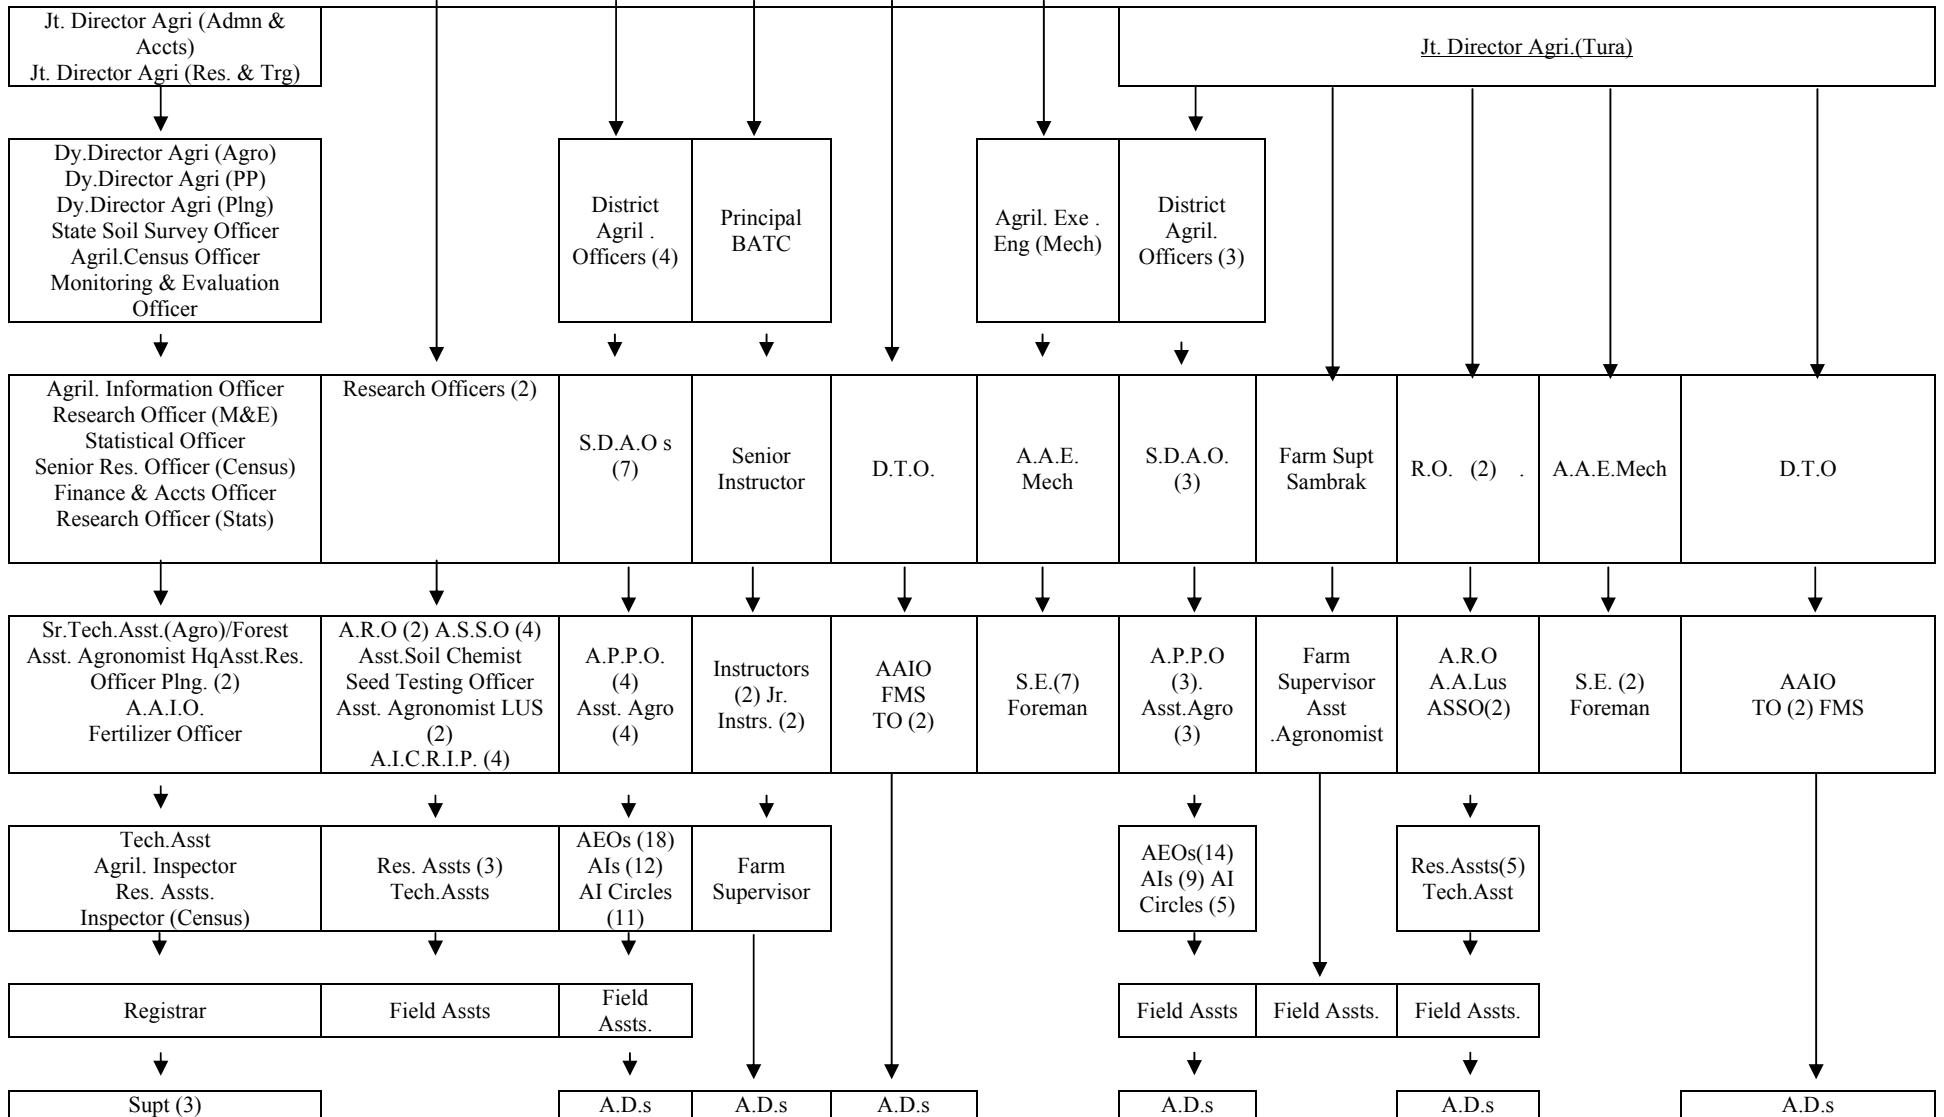 Jt. Director Agri (Admn &
Accts)
Jt. Director Agri (Res. & Trg)
Jt. Director Agri.(Tura)
Dy.Director Agri (Agro)
Dy.Director Agri (PP)
Dy.Director Agri (Plng)
State Soil Survey Officer
Agril.Census Officer
Monitoring & Evaluation
Officer
District
Agril .
Officers (4)
Principal
BATC
Agril. Exe .
Eng (Mech)
District
Agril.
Officers (3)
Agril. Information Officer
Research Officer (M&E)
Statistical Officer
Senior Res. Officer (Census)
Finance & Accts Officer
Research Officer (Stats)
Research Officers (2)
S.D.A.O s
(7)
Senior
Instructor
D.T.O.
A.A.E.
Mech
S.D.A.O.
(3)
Farm Supt
Sambrak
R.O. (2) .
A.A.E.Mech
D.T.O
Sr.Tech.Asst.(Agro)/Forest
Asst. Agronomist HqAsst.Res.
Officer Plng. (2)
A.A.I.O.
Fertilizer Officer
A.R.O (2) A.S.S.O (4)
Asst.Soil Chemist
Seed Testing Officer
Asst. Agronomist LUS
(2)
A.I.C.R.I.P. (4)
A.P.P.O.
(4)
Asst. Agro
(4)
Instructors
(2) Jr.
Instrs. (2)
AAIO
FMS
TO (2)
S.E.(7)
Foreman
A.P.P.O
(3).
Asst.Agro
(3)
Farm
Supervisor
Asst
.Agronomist
A.R.O
A.A.Lus
ASSO(2)
S.E. (2)
Foreman
AAIO
TO (2) FMS
Tech.Asst
Agril. Inspector
Res. Assts.
Inspector (Census)
Res. Assts (3)
Tech.Assts
AEOs (18)
AIs (12)
AI Circles
(11)
Farm
Supervisor
AEOs(14)
AIs (9) AI
Circles (5)
Res.Assts(5)
Tech.Asst
Registrar
Field Assts
Field
Assts.
Field Assts
Field Assts.
Field Assts.
Supt (3)
A.D.s
A.D.s
A.D.s
A.D.s
A.D.s
A.D.s